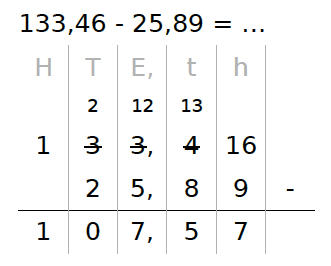 133,46 - 25,89 = ...
H T E, t h
2 12 13
1 3 3, 4 16
2 5, 8 9 -
1 0 7, 5 7